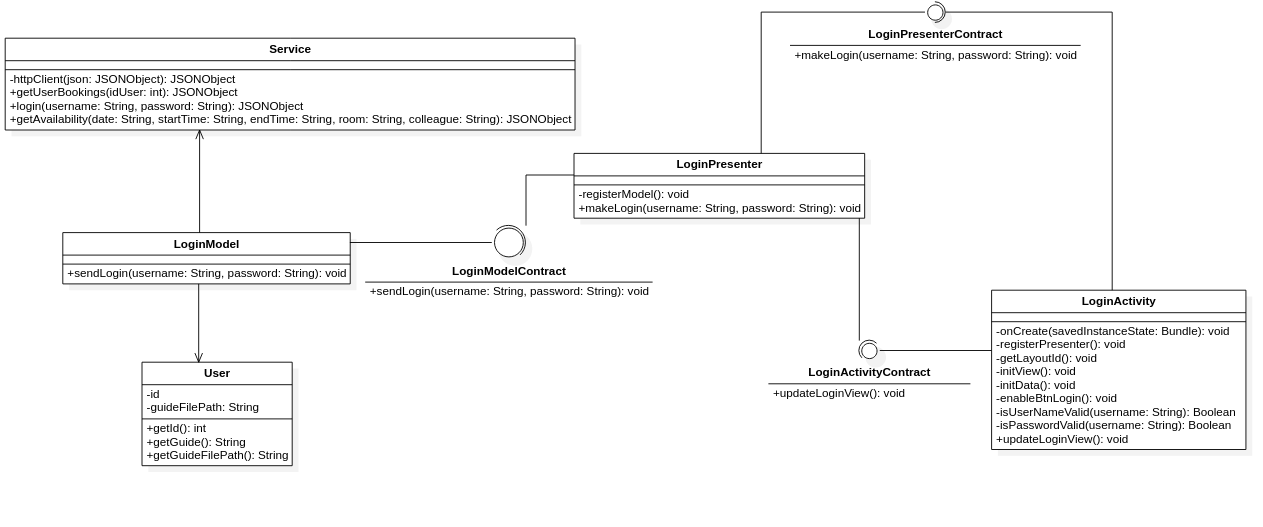 LoginPresenterContract
+makeLogin(username: String, password: String): void
Service
-httpClient(json: JSONObject): JSONObject
+getUserBookings(idUser: int): JSONObject
+login(username: String, password: String): JSONObject
+getAvailability(date: String, startTime: String, endTime: String, room: String, colleague: String): JSONObject
LoginPresenter
-registerModel(): void
+makeLogin(username: String, password: String): void
LoginModel
+sendLogin(username: String, password: String): void
LoginModelContract
+sendLogin(username: String, password: String): void
LoginActivity
-onCreate(savedInstanceState: Bundle): void
-registerPresenter(): void
-getLayoutId(): void
-initView(): void
-initData(): void
-enableBtnLogin(): void
-isUserNameValid(username: String): Boolean
-isPasswordValid(username: String): Boolean
+updateLoginView(): void
LoginActivityContract
+updateLoginView(): void
User
-id
-guideFilePath: String
+getId(): int
+getGuide(): String
+getGuideFilePath(): String